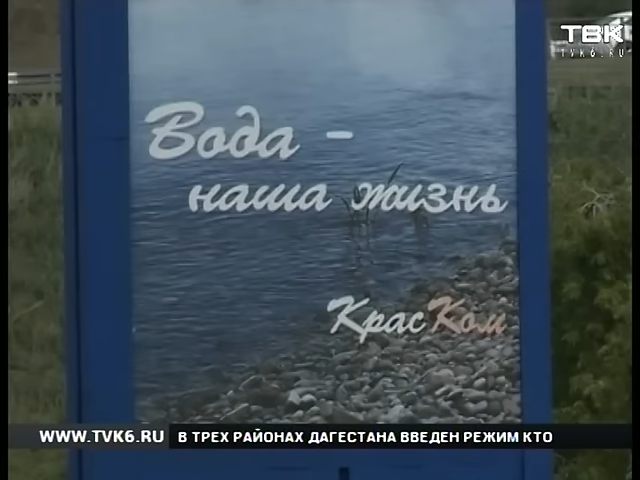 ТВК
TVK6.RU
Вода –
наша жизнь
КрасКом
WWW.TVK6.RU В ТРЕХ РАЙОНАХ ДАГЕСТАНА ВВЕДЕН РЕЖИМ КТО